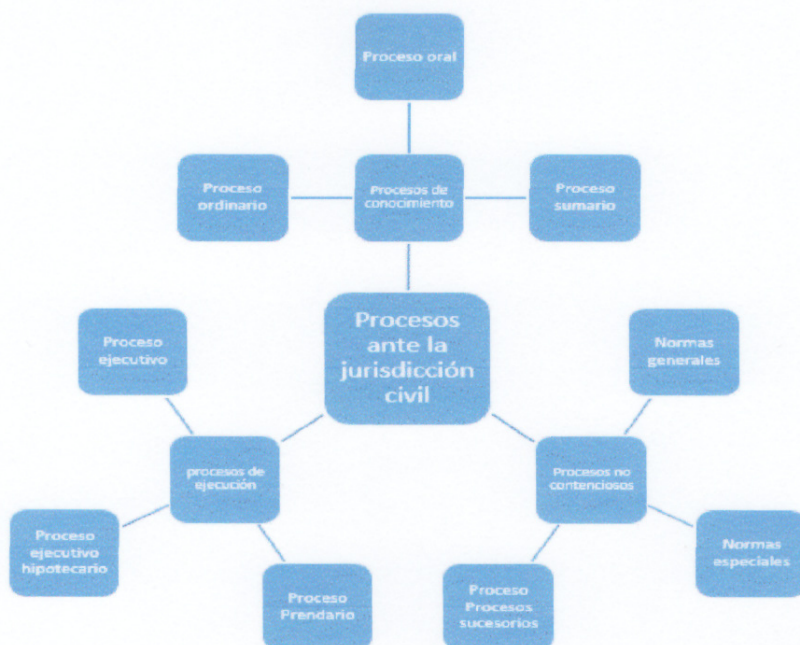 Proceso oral
Proceso
ordinario
Procesos de
conocimiento
Proceso
sumario
Procesos
ante la
jurisdicción
civil
Proceso
ejecutivo
Normas
generales
procesos de
ejecución
Procesos no
contenciosos
Proceso
ejecutivo
hipotecario
Normas
especiales
Proceso
Prendario
Proceso
Procesos
sucesorios